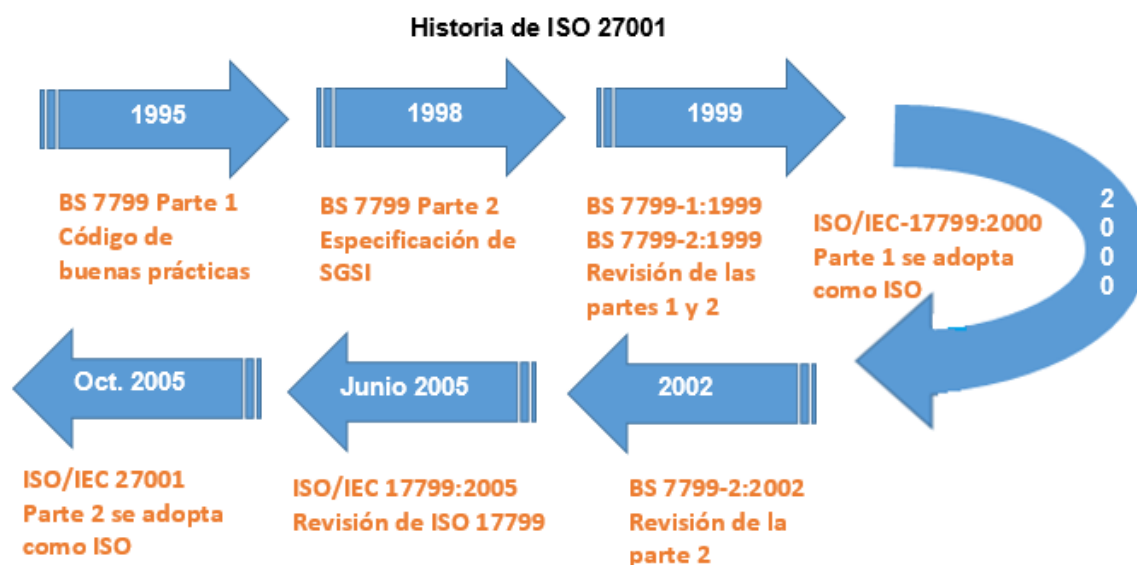 Historia de ISO 27001
1995
BS 7799 Parte 1
Código de
buenas prácticas
1998
BS 7799 Parte 2
Especificación de
SGSI
1999
BS 7799-1:1999
BS 7799-2:1999
Revisión de las
partes 1 y 2
2000
ISO/IEC-17799:2000
Parte 1 se adopta
como ISO
2002
BS 7799-2:2002
Revisión de la
parte 2
Junio 2005
ISO/IEC 17799:2005
Revisión de ISO 17799
Oct. 2005
ISO/IEC 27001
Parte 2 se adopta
como ISO